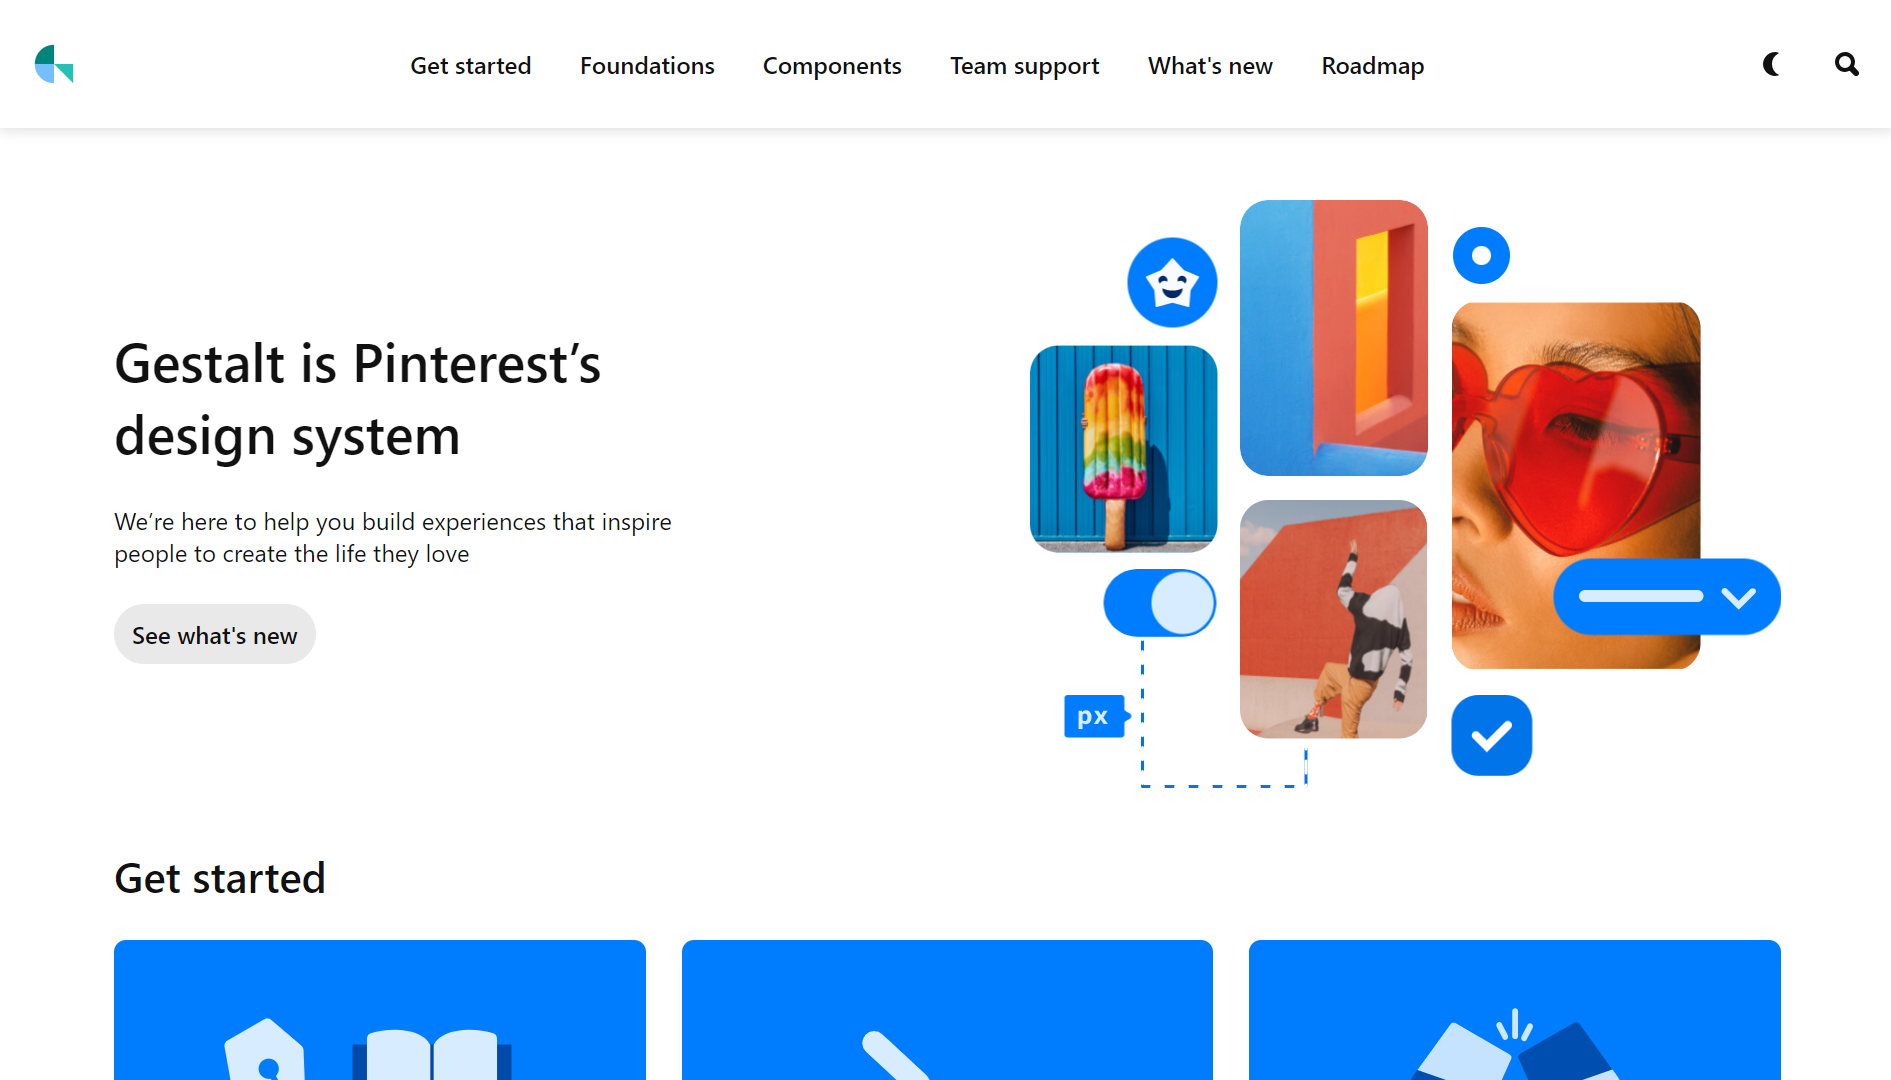 Get started
Foundations
Components
Team support
What's new
Roadmap
Gestalt is Pinterest’s
design system
We’re here to help you build experiences that inspire
people to create the life they love
See what's new
px
Get started